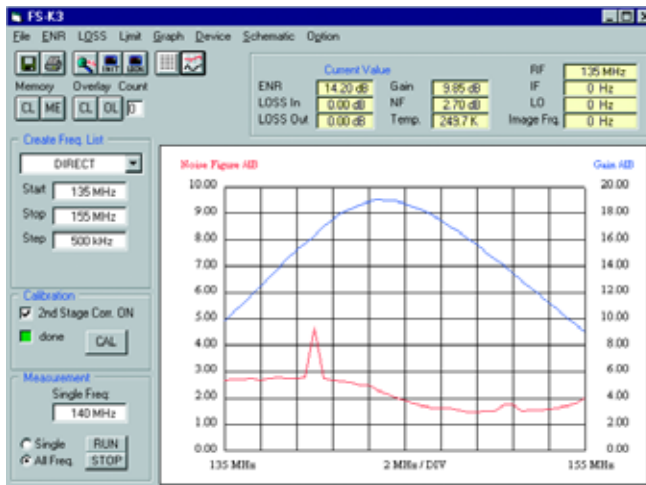 FS-K3
File ENR LOSS Limit Graph Device Schematic Option
Memory Overlay Count
CL ME CL OL 0
Current Value
ENR 14.20 dB Gain 9.85 dB RF 135 MHz
LOSS In 0.00 dB NF 2.70 dB IF 0 Hz
LOSS Out 0.00 dB Temp. 249.7 K LO 0 Hz
Image Frq. 0 Hz
Create Freq. List
DIRECT
Start 135 MHz
Stop 155 MHz
Step 500 kHz
Calibration
2nd Stage Corr. ON
done CAL
Measurement
Single Freq.
140 MHz
Single RUN
All Freq. STOP
Noise Figure /dB Gain /dB
10.00 20.00
9.00 18.00
8.00 16.00
7.00 14.00
6.00 12.00
5.00 10.00
4.00 8.00
3.00 6.00
2.00 4.00
1.00 2.00
0.00 0.00
135 MHz 2 MHz / DIV 155 MHz